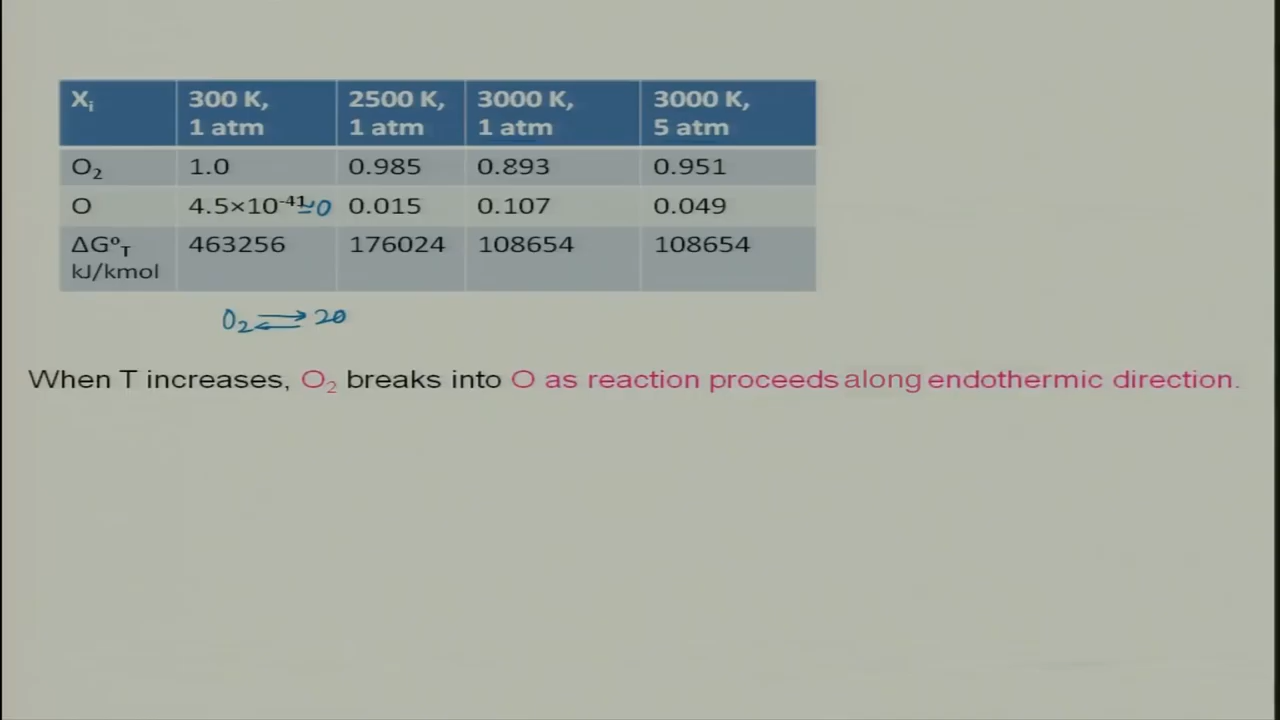 Xᵢ 300 K, 1 atm 2500 K, 1 atm 3000 K, 1 atm 3000 K, 5 atm
O₂ 1.0 0.985 0.893 0.951
O 4.5×10⁻⁴¹≃0 0.015 0.107 0.049
ΔG°_T kJ/kmol 463256 176024 108654 108654
O₂ ⇌ 2O
When T increases, O₂ breaks into O as reaction proceeds along endothermic direction.